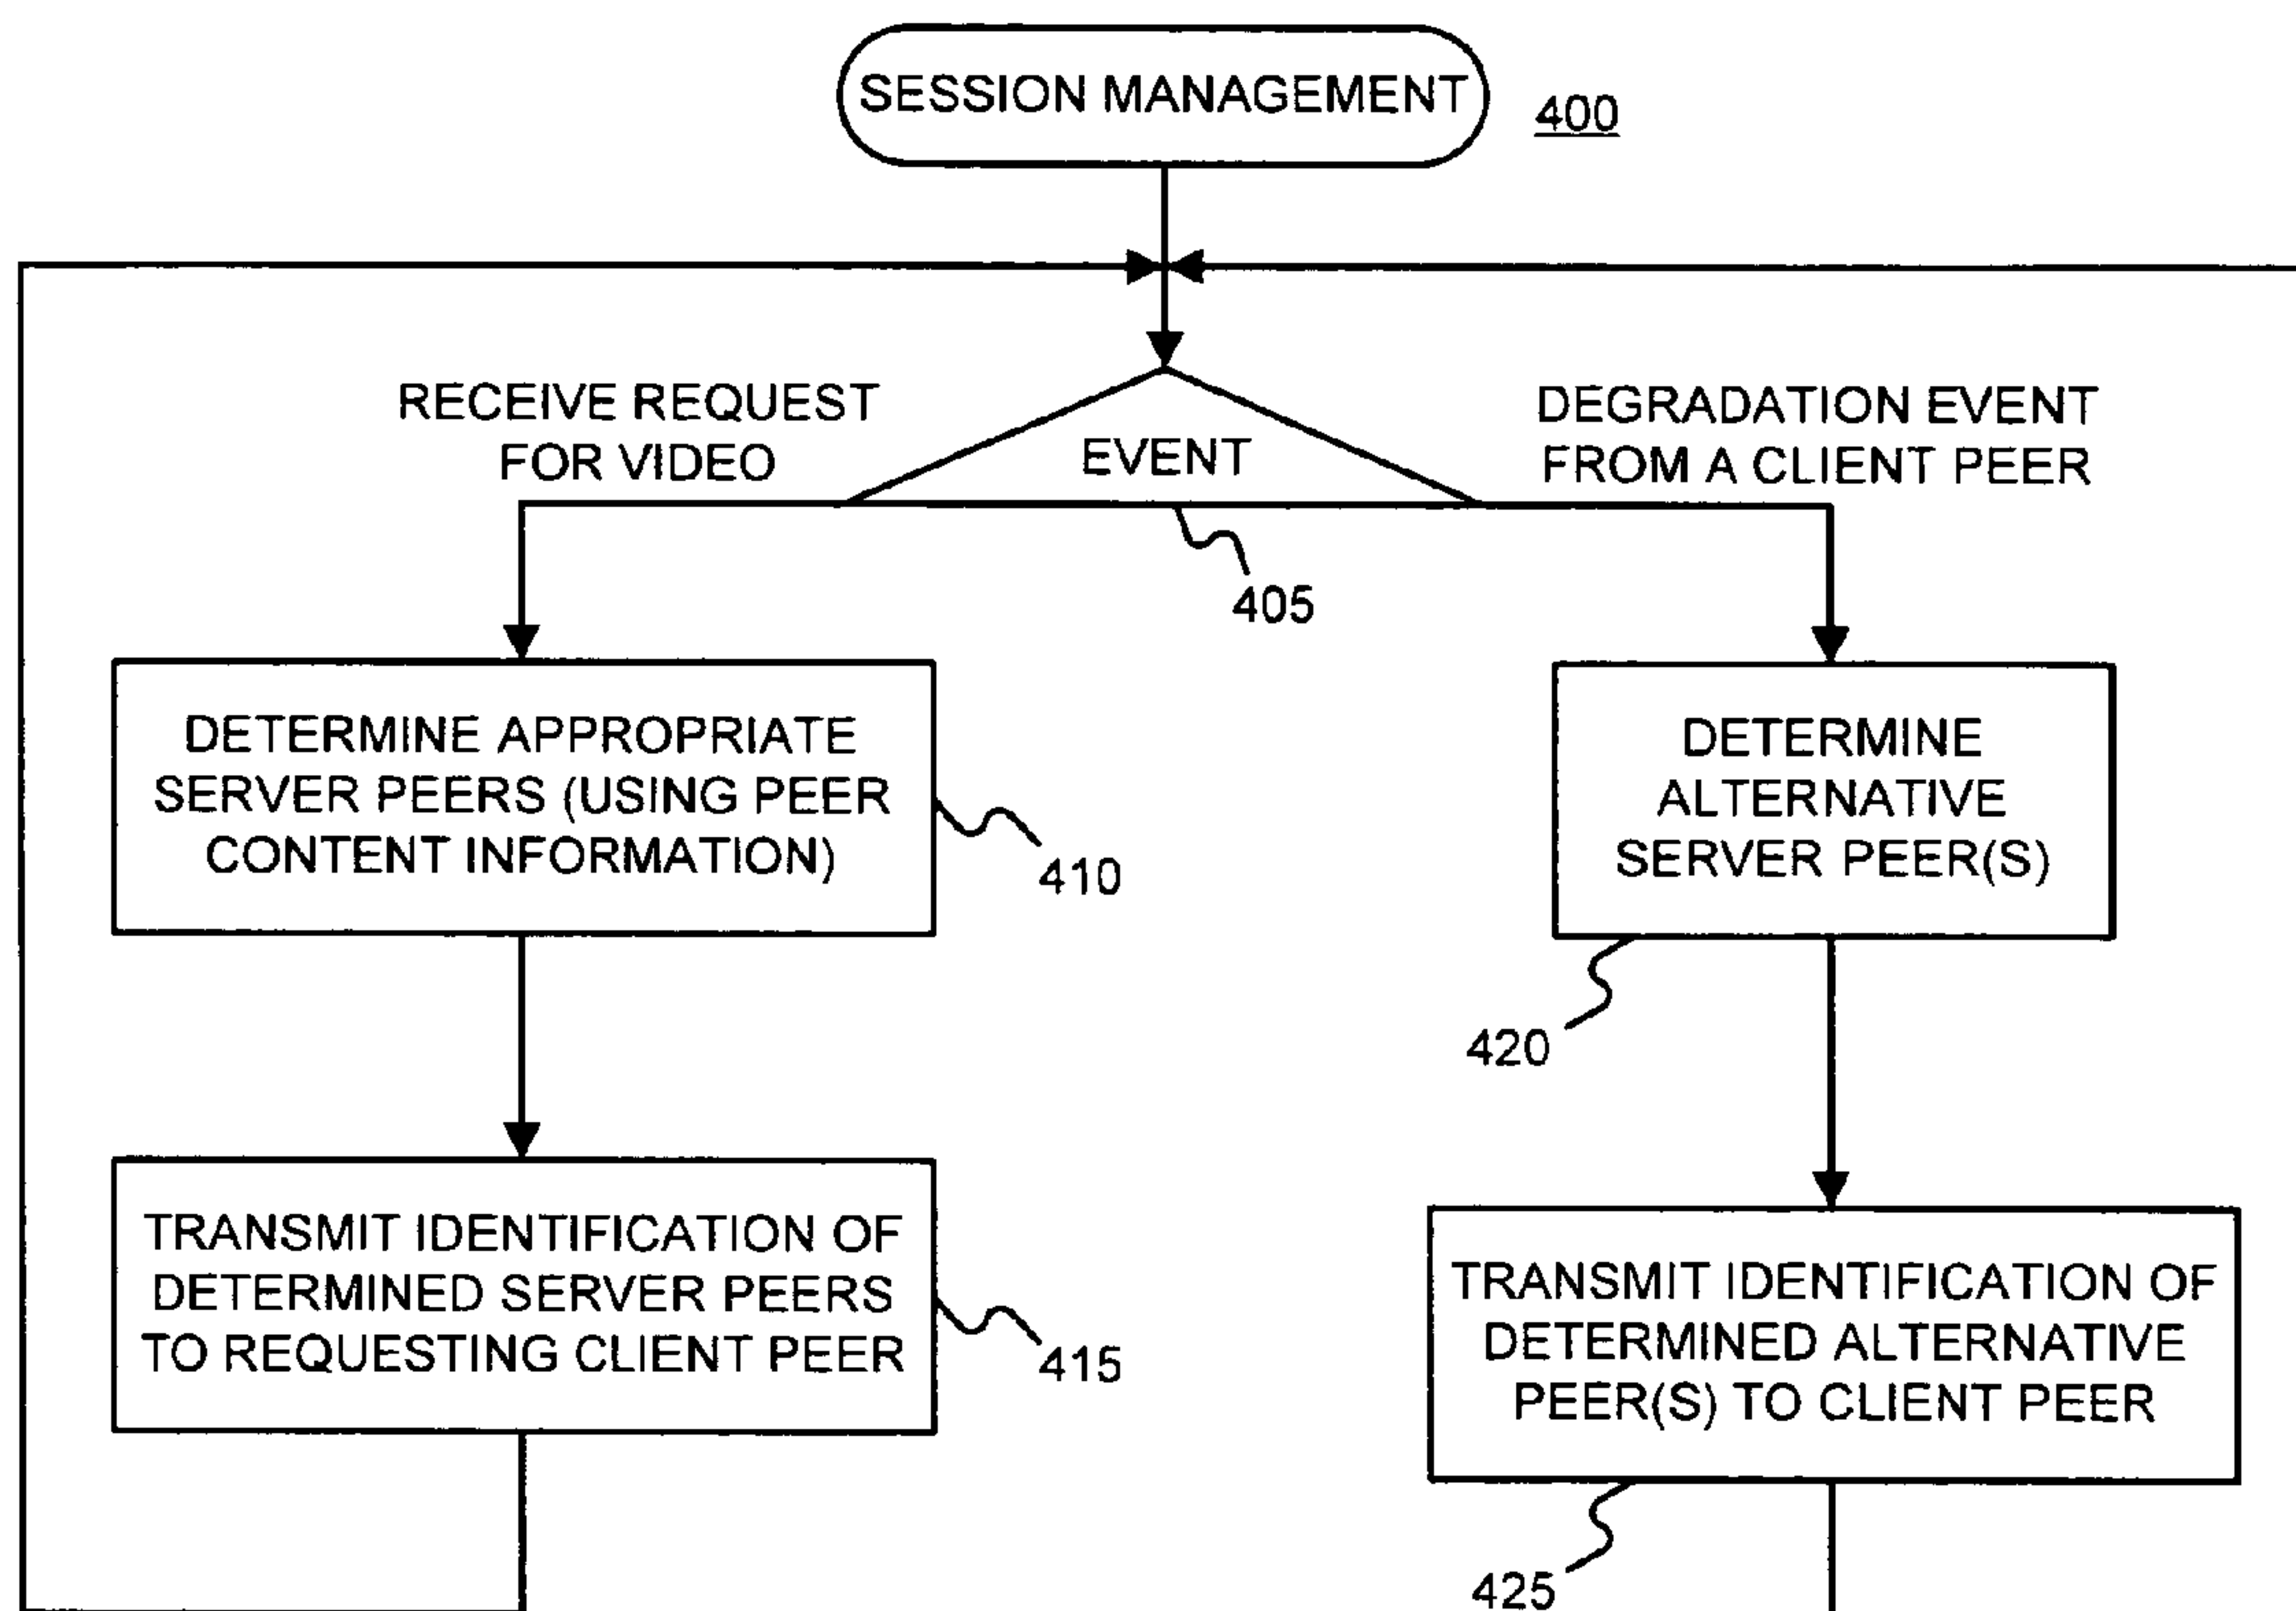 SESSION MANAGEMENT
400
RECEIVE REQUEST
FOR VIDEO
EVENT
DEGRADATION EVENT
FROM A CLIENT PEER
405
DETERMINE APPROPRIATE
SERVER PEERS (USING PEER
CONTENT INFORMATION)
410
DETERMINE
ALTERNATIVE
SERVER PEER(S)
420
TRANSMIT IDENTIFICATION OF
DETERMINED SERVER PEERS
TO REQUESTING CLIENT PEER
415
TRANSMIT IDENTIFICATION OF
DETERMINED ALTERNATIVE
PEER(S) TO CLIENT PEER
425